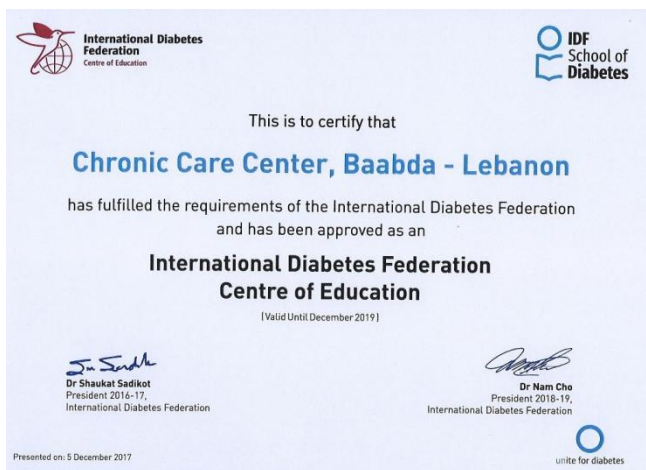 International Diabetes
Federation
Centre of Education
IDF
School of
Diabetes
This is to certify that
Chronic Care Center, Baabda - Lebanon
has fulfilled the requirements of the International Diabetes Federation
and has been approved as an
International Diabetes Federation
Centre of Education
(Valid Until December 2019)
Dr Shaukat Sadikot
President 2016-17,
International Diabetes Federation
Dr Nam Cho
President 2018-19,
International Diabetes Federation
Presented on: 5 December 2017
unite for diabetes